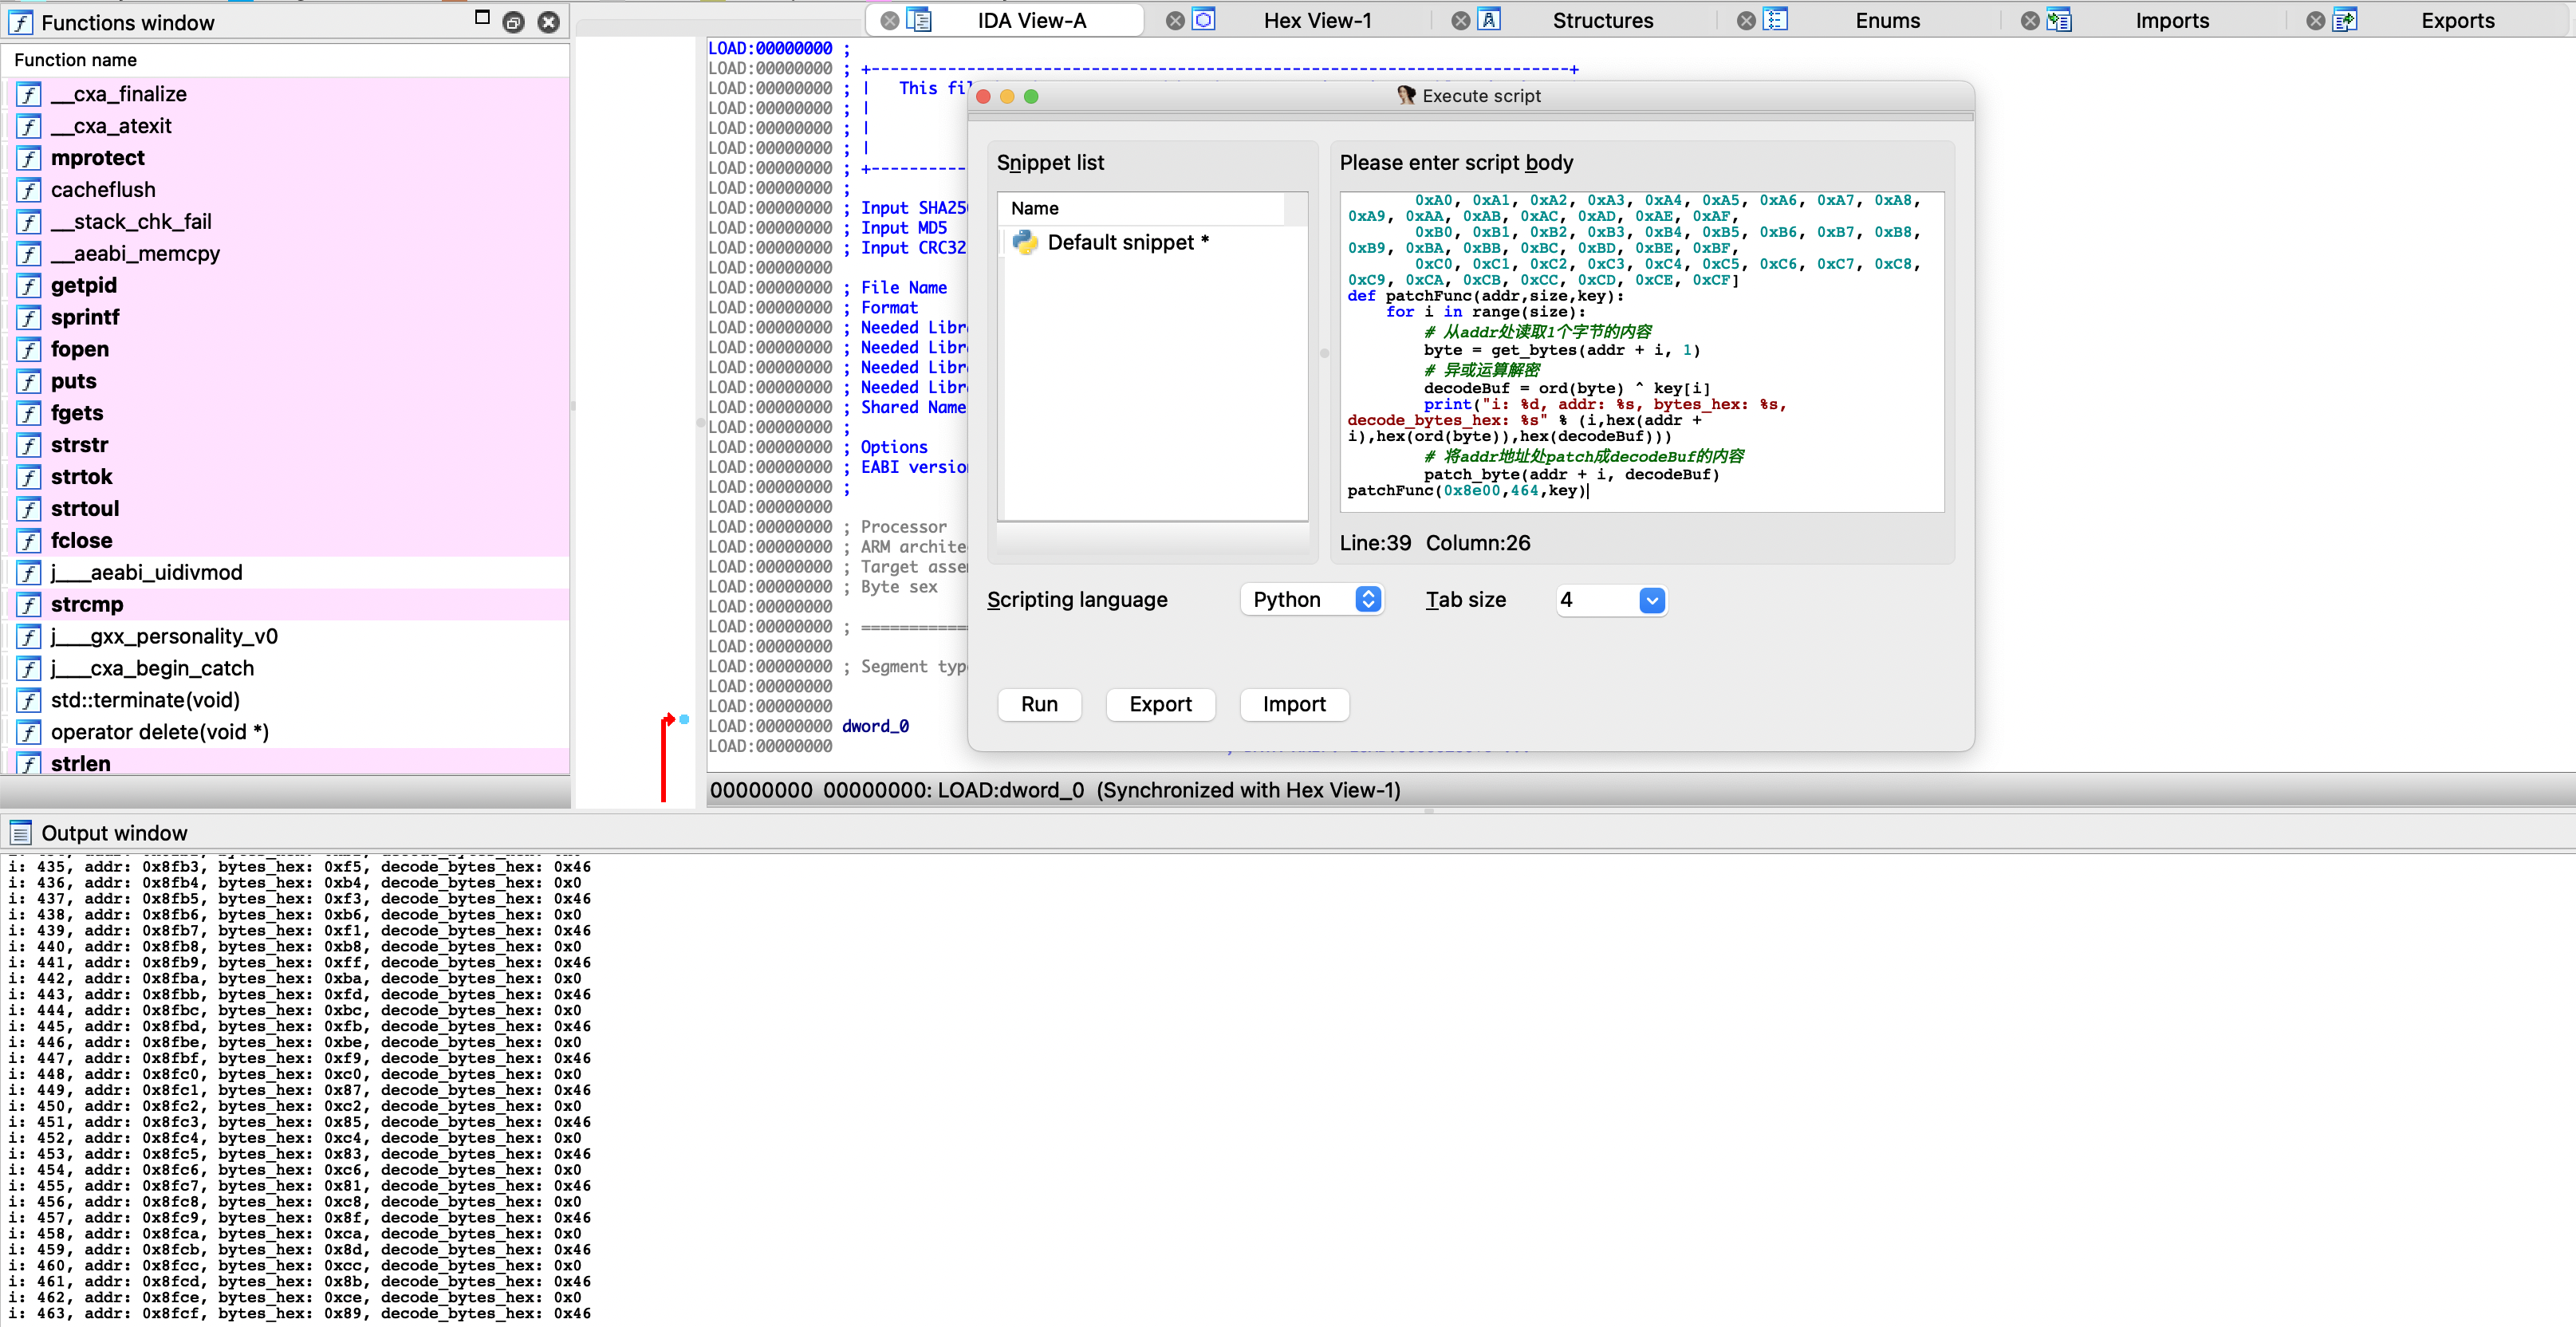 Functions window
IDA View-A
Hex View-1
Structures
Enums
Imports
Exports
Function name
__cxa_finalize
__cxa_atexit
mprotect
cacheflush
__stack_chk_fail
__aeabi_memcpy
getpid
sprintf
fopen
puts
fgets
strstr
strtok
strtoul
fclose
j___aeabi_uidivmod
strcmp
j___gxx_personality_v0
j___cxa_begin_catch
std::terminate(void)
operator delete(void *)
strlen
LOAD:00000000 ;
LOAD:00000000 ; +-------------------------------------------------------------------------+
LOAD:00000000 ; |   This fil
LOAD:00000000 ; |
LOAD:00000000 ; |
LOAD:00000000 ; |
LOAD:00000000 ; +-----------
LOAD:00000000 ;
LOAD:00000000 ; Input SHA25
LOAD:00000000 ; Input MD5
LOAD:00000000 ; Input CRC32
LOAD:00000000
LOAD:00000000 ; File Name
LOAD:00000000 ; Format
LOAD:00000000 ; Needed Libr
LOAD:00000000 ; Needed Libr
LOAD:00000000 ; Needed Libr
LOAD:00000000 ; Needed Libr
LOAD:00000000 ; Shared Name
LOAD:00000000 ;
LOAD:00000000 ; Options
LOAD:00000000 ; EABI version
LOAD:00000000 ;
LOAD:00000000
LOAD:00000000 ; Processor
LOAD:00000000 ; ARM archite
LOAD:00000000 ; Target assem
LOAD:00000000 ; Byte sex
LOAD:00000000
LOAD:00000000 ; ===========
LOAD:00000000
LOAD:00000000 ; Segment type
LOAD:00000000
LOAD:00000000
LOAD:00000000 dword_0
LOAD:00000000
00000000 00000000: LOAD:dword_0 (Synchronized with Hex View-1)
Execute script
Snippet list
Name
Default snippet *
Please enter script body
0xA0, 0xA1, 0xA2, 0xA3, 0xA4, 0xA5, 0xA6, 0xA7, 0xA8,
0xA9, 0xAA, 0xAB, 0xAC, 0xAD, 0xAE, 0xAF,
0xB0, 0xB1, 0xB2, 0xB3, 0xB4, 0xB5, 0xB6, 0xB7, 0xB8,
0xB9, 0xBA, 0xBB, 0xBC, 0xBD, 0xBE, 0xBF,
0xC0, 0xC1, 0xC2, 0xC3, 0xC4, 0xC5, 0xC6, 0xC7, 0xC8,
0xC9, 0xCA, 0xCB, 0xCC, 0xCD, 0xCE, 0xCF]
def patchFunc(addr,size,key):
for i in range(size):
# 从addr处读取1个字节的内容
byte = get_bytes(addr + i, 1)
# 异或运算解密
decodeBuf = ord(byte) ^ key[i]
print("i: %d, addr: %s, bytes_hex: %s,
decode_bytes_hex: %s" % (i,hex(addr +
i),hex(ord(byte)),hex(decodeBuf)))
# 将addr地址处patch成decodeBuf的内容
patch_byte(addr + i, decodeBuf)
patchFunc(0x8e00,464,key)
Line:39 Column:26
Scripting language
Python
Tab size
4
Run
Export
Import
Output window
i: 435, addr: 0x8fb3, bytes_hex: 0xf5, decode_bytes_hex: 0x46
i: 436, addr: 0x8fb4, bytes_hex: 0xb4, decode_bytes_hex: 0x0
i: 437, addr: 0x8fb5, bytes_hex: 0xf3, decode_bytes_hex: 0x46
i: 438, addr: 0x8fb6, bytes_hex: 0xb6, decode_bytes_hex: 0x0
i: 439, addr: 0x8fb7, bytes_hex: 0xf1, decode_bytes_hex: 0x46
i: 440, addr: 0x8fb8, bytes_hex: 0xb8, decode_bytes_hex: 0x0
i: 441, addr: 0x8fb9, bytes_hex: 0xff, decode_bytes_hex: 0x46
i: 442, addr: 0x8fba, bytes_hex: 0xba, decode_bytes_hex: 0x0
i: 443, addr: 0x8fbb, bytes_hex: 0xfd, decode_bytes_hex: 0x46
i: 444, addr: 0x8fbc, bytes_hex: 0xbc, decode_bytes_hex: 0x0
i: 445, addr: 0x8fbd, bytes_hex: 0xfb, decode_bytes_hex: 0x46
i: 446, addr: 0x8fbe, bytes_hex: 0xbe, decode_bytes_hex: 0x0
i: 447, addr: 0x8fbf, bytes_hex: 0xf9, decode_bytes_hex: 0x46
i: 448, addr: 0x8fc0, bytes_hex: 0xc0, decode_bytes_hex: 0x0
i: 449, addr: 0x8fc1, bytes_hex: 0x87, decode_bytes_hex: 0x46
i: 450, addr: 0x8fc2, bytes_hex: 0xc2, decode_bytes_hex: 0x0
i: 451, addr: 0x8fc3, bytes_hex: 0x85, decode_bytes_hex: 0x46
i: 452, addr: 0x8fc4, bytes_hex: 0xc4, decode_bytes_hex: 0x0
i: 453, addr: 0x8fc5, bytes_hex: 0x83, decode_bytes_hex: 0x46
i: 454, addr: 0x8fc6, bytes_hex: 0xc6, decode_bytes_hex: 0x0
i: 455, addr: 0x8fc7, bytes_hex: 0x81, decode_bytes_hex: 0x46
i: 456, addr: 0x8fc8, bytes_hex: 0xc8, decode_bytes_hex: 0x0
i: 457, addr: 0x8fc9, bytes_hex: 0x8f, decode_bytes_hex: 0x46
i: 458, addr: 0x8fca, bytes_hex: 0xca, decode_bytes_hex: 0x0
i: 459, addr: 0x8fcb, bytes_hex: 0x8d, decode_bytes_hex: 0x46
i: 460, addr: 0x8fcc, bytes_hex: 0xcc, decode_bytes_hex: 0x0
i: 461, addr: 0x8fcd, bytes_hex: 0x8b, decode_bytes_hex: 0x46
i: 462, addr: 0x8fce, bytes_hex: 0xce, decode_bytes_hex: 0x0
i: 463, addr: 0x8fcf, bytes_hex: 0x89, decode_bytes_hex: 0x46